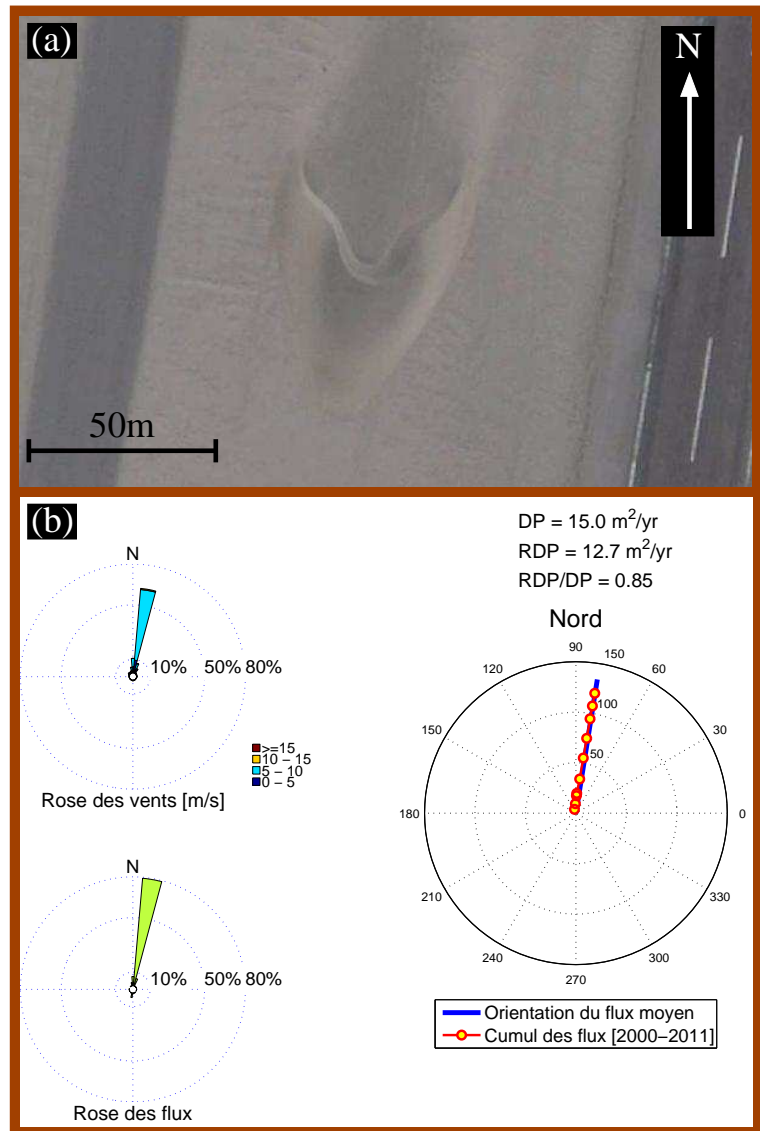 (a)
N
50m
(b)
N
10% 50% 80%
>=15
10 – 15
5 – 10
0 – 5
Rose des vents [m/s]
N
10% 50% 80%
Rose des flux
DP = 15.0 m²/yr
RDP = 12.7 m²/yr
RDP/DP = 0.85
Nord
90
150
120
60
100
150
50
30
180
0
210
330
240
300
270
Orientation du flux moyen
Cumul des flux [2000–2011]